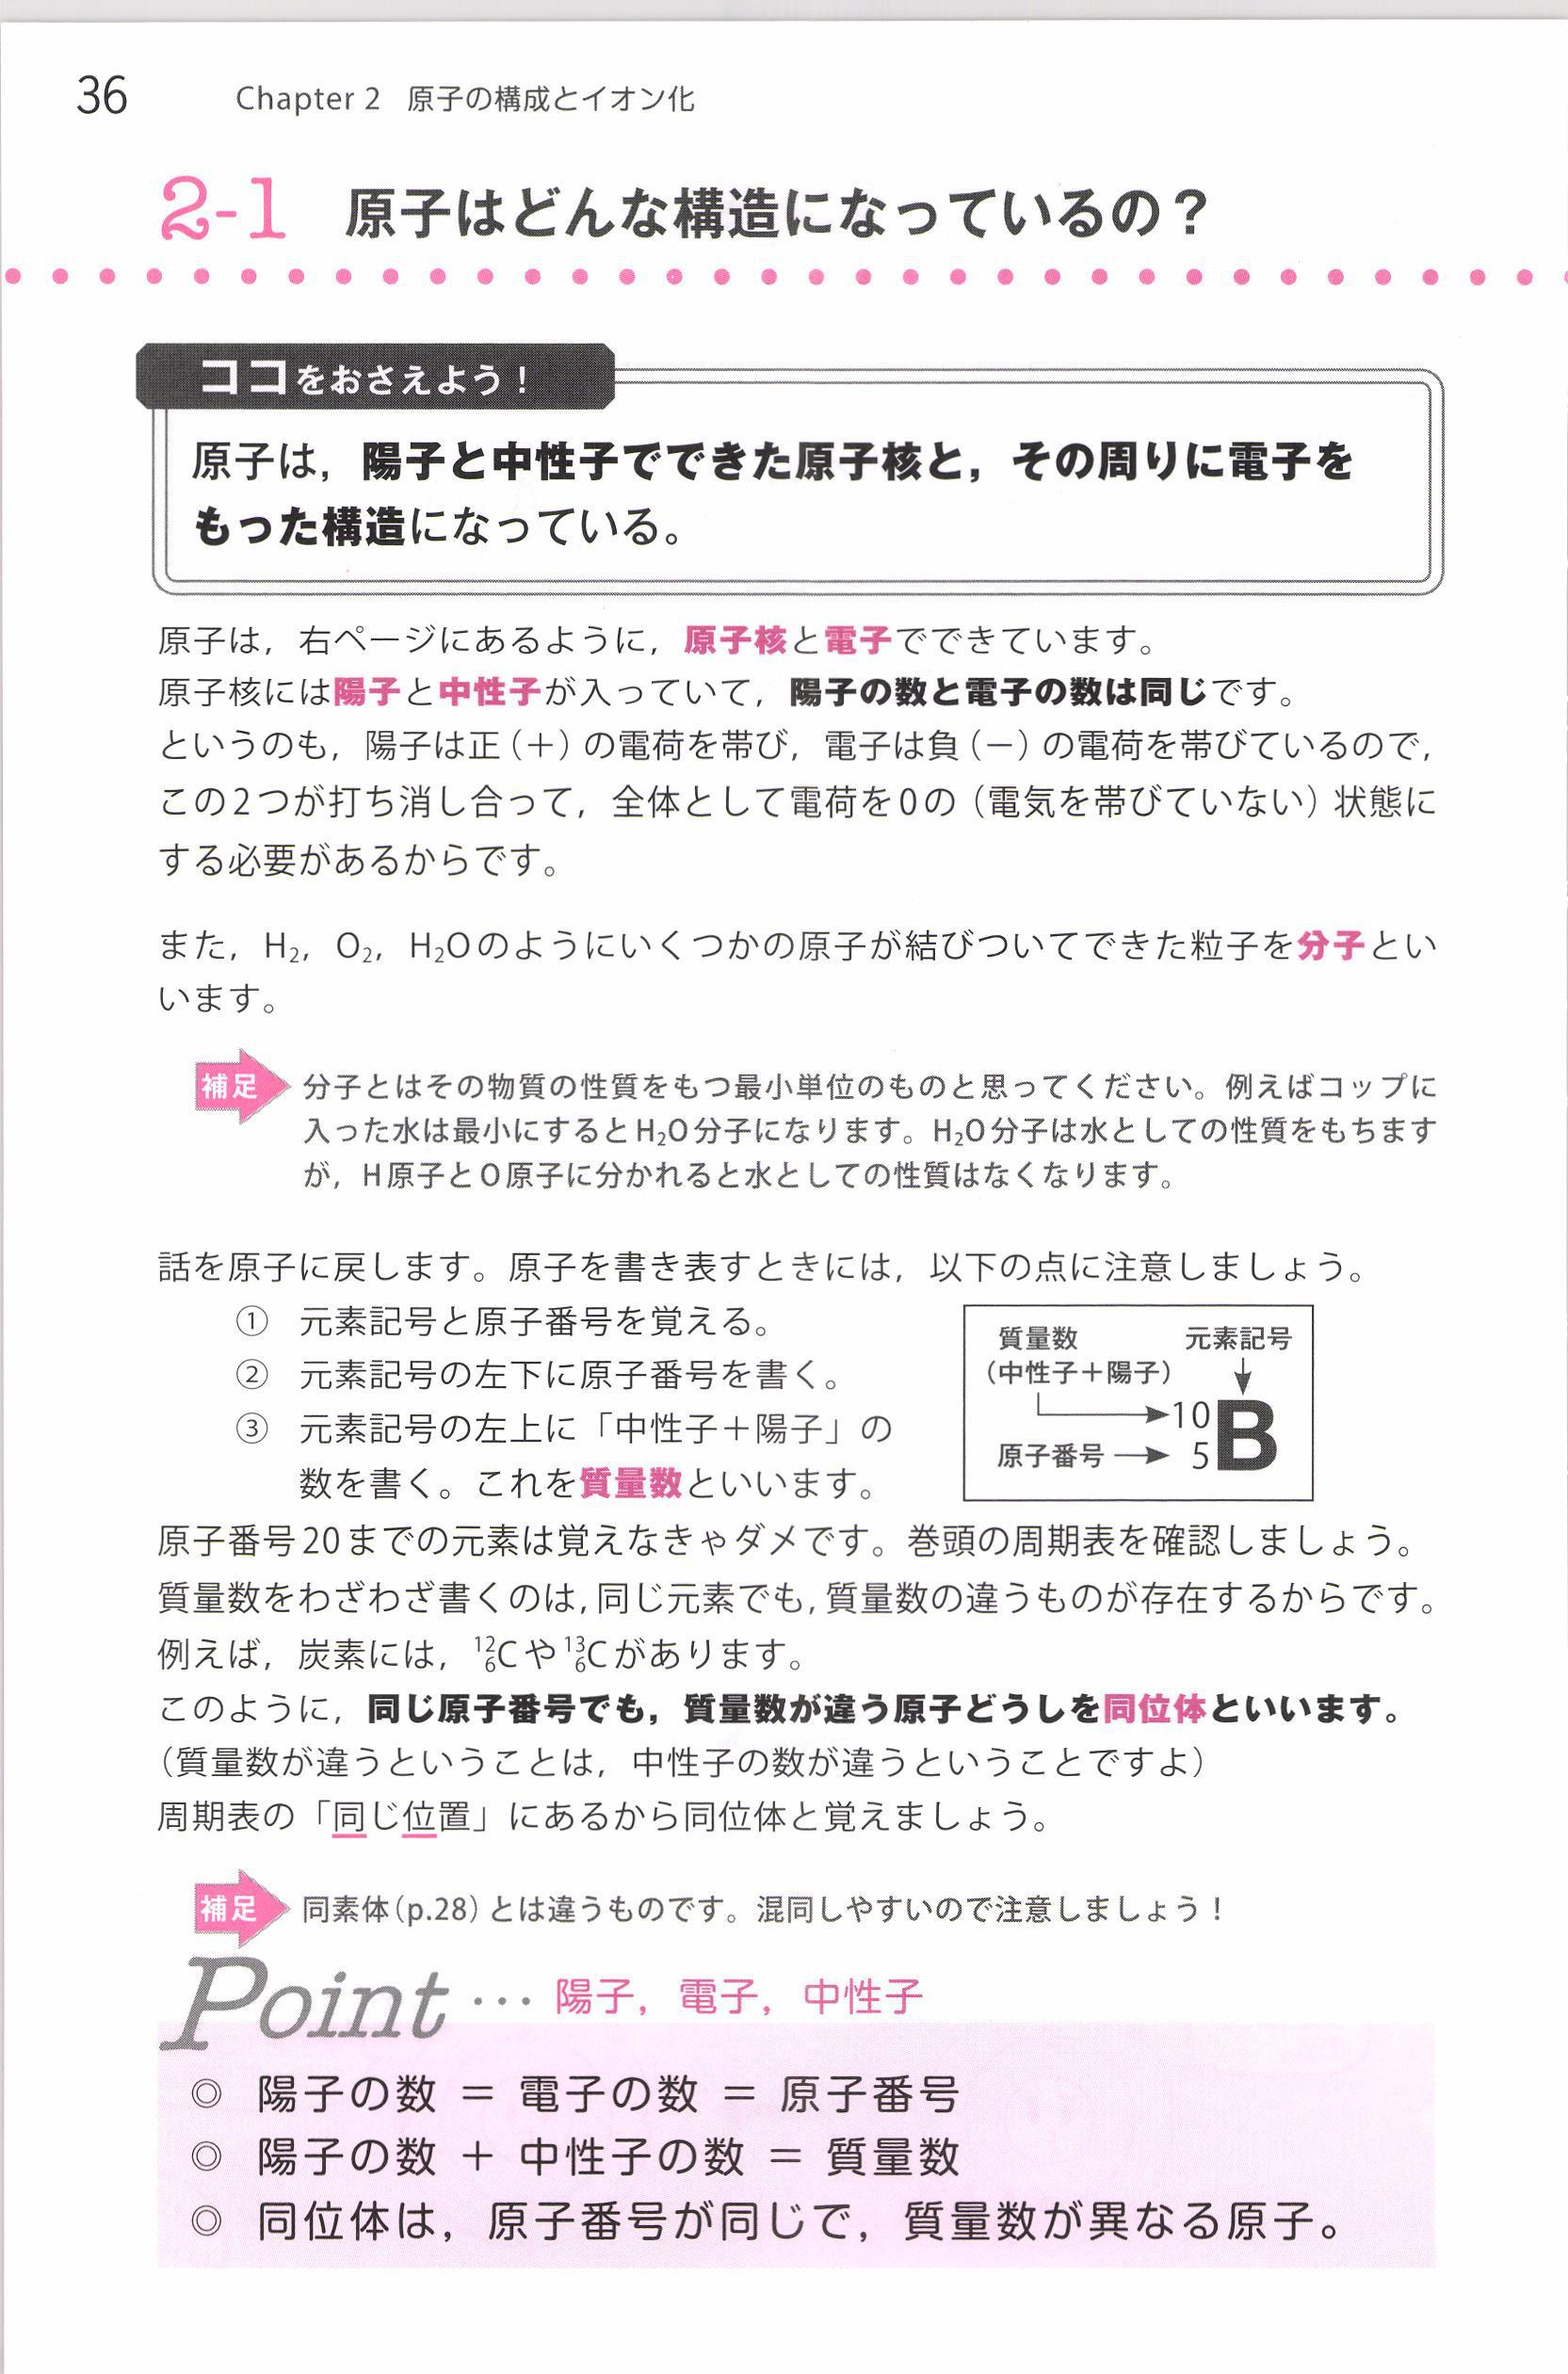 36
Chapter 2 原子の構成とイオン化
2-1 原子はどんな構造になっているの？
ココをおさえよう！
原子は，陽子と中性子でできた原子核と，その周りに電子を
もった構造になっている。
原子は，右ページにあるように，原子核と電子でできています。
原子核には陽子と中性子が入っていて，陽子の数と電子の数は同じです。
というのも，陽子は正（＋）の電荷を帯び，電子は負（－）の電荷を帯びているので，
この2つが打ち消し合って，全体として電荷を0の（電気を帯びていない）状態に
する必要があるからです。
また，H₂，O₂，H₂Oのようにいくつかの原子が結びついてできた粒子を分子とい
います。
補足 分子とはその物質の性質をもつ最小単位のものと思ってください。例えばコップに
入った水は最小にするとH₂O分子になります。H₂O分子は水としての性質をもちます
が，H原子とO原子に分かれると水としての性質はなくなります。
話を原子に戻します。原子を書き表すときには，以下の点に注意しましょう。
① 元素記号と原子番号を覚える。
② 元素記号の左下に原子番号を書く。
③ 元素記号の左上に「中性子＋陽子」の
数を書く。これを質量数といいます。
質量数 元素記号
（中性子＋陽子）
10 B
原子番号 5
原子番号20までの元素は覚えなきゃダメです。巻頭の周期表を確認しましょう。
質量数をわざわざ書くのは，同じ元素でも，質量数の違うものが存在するからです。
例えば，炭素には，¹²₆Cや¹³₆Cがあります。
このように，同じ原子番号でも，質量数が違う原子どうしを同位体といいます。
（質量数が違うということは，中性子の数が違うということですよ）
周期表の「同じ位置」にあるから同位体と覚えましょう。
補足 同素体（p.28）とは違うものです。混同しやすいので注意しましょう！
Point … 陽子，電子，中性子
◎ 陽子の数 ＝ 電子の数 ＝ 原子番号
◎ 陽子の数 ＋ 中性子の数 ＝ 質量数
◎ 同位体は，原子番号が同じで，質量数が異なる原子。